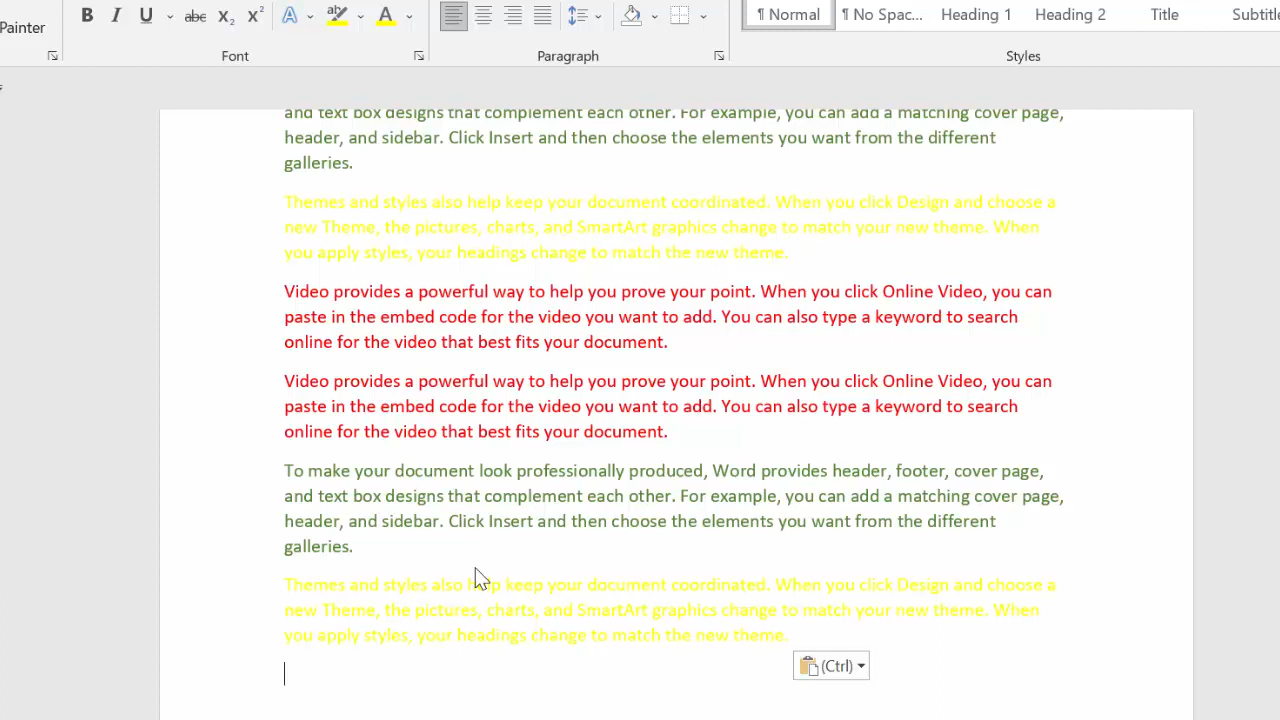 Painter
B I U abc X₂ X² A A
Font
Paragraph
¶ Normal ¶ No Spac... Heading 1 Heading 2 Title
Styles
and text box designs that complement each other. For example, you can add a matching cover page,
header, and sidebar. Click Insert and then choose the elements you want from the different
galleries.
Themes and styles also help keep your document coordinated. When you click Design and choose a
new Theme, the pictures, charts, and SmartArt graphics change to match your new theme. When
you apply styles, your headings change to match the new theme.
Video provides a powerful way to help you prove your point. When you click Online Video, you can
paste in the embed code for the video you want to add. You can also type a keyword to search
online for the video that best fits your document.
Video provides a powerful way to help you prove your point. When you click Online Video, you can
paste in the embed code for the video you want to add. You can also type a keyword to search
online for the video that best fits your document.
To make your document look professionally produced, Word provides header, footer, cover page,
and text box designs that complement each other. For example, you can add a matching cover page,
header, and sidebar. Click Insert and then choose the elements you want from the different
galleries.
Themes and styles also help keep your document coordinated. When you click Design and choose a
new Theme, the pictures, charts, and SmartArt graphics change to match your new theme. When
you apply styles, your headings change to match the new theme.
(Ctrl)